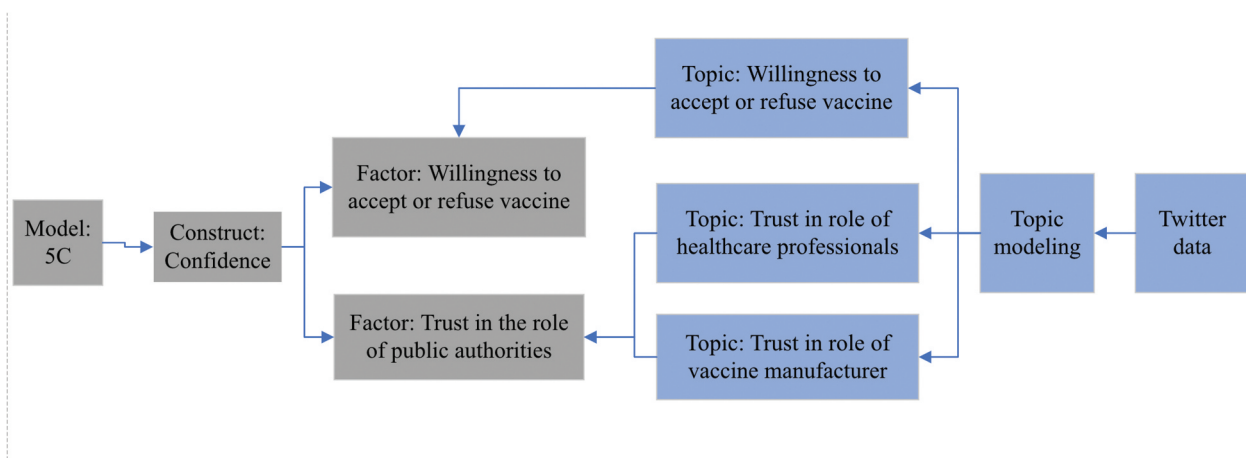 Topic: Willingness to
accept or refuse vaccine
Factor: Willingness to
accept or refuse vaccine
Model:
5C
Construct:
Confidence
Topic: Trust in role of
healthcare professionals
Topic
modeling
Twitter
data
Factor: Trust in the role
of public authorities
Topic: Trust in role of
vaccine manufacturer